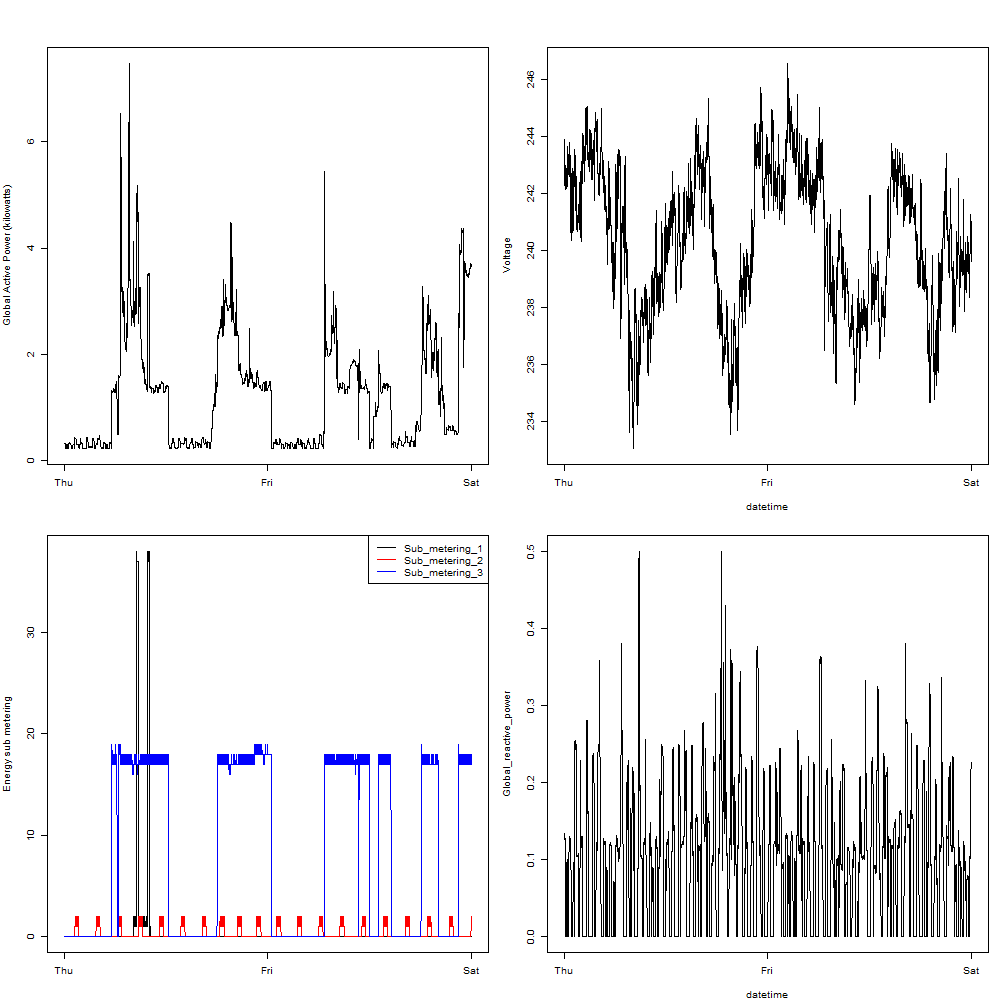 Global Active Power (kilowatts)
0
2
4
6
Thu
Fri
Sat
Voltage
234
236
238
240
242
244
246
Thu
Fri
Sat
datetime
Energy sub metering
0
10
20
30
Sub_metering_1
Sub_metering_2
Sub_metering_3
Thu
Fri
Sat
Global_reactive_power
0.0
0.1
0.2
0.3
0.4
0.5
Thu
Fri
Sat
datetime